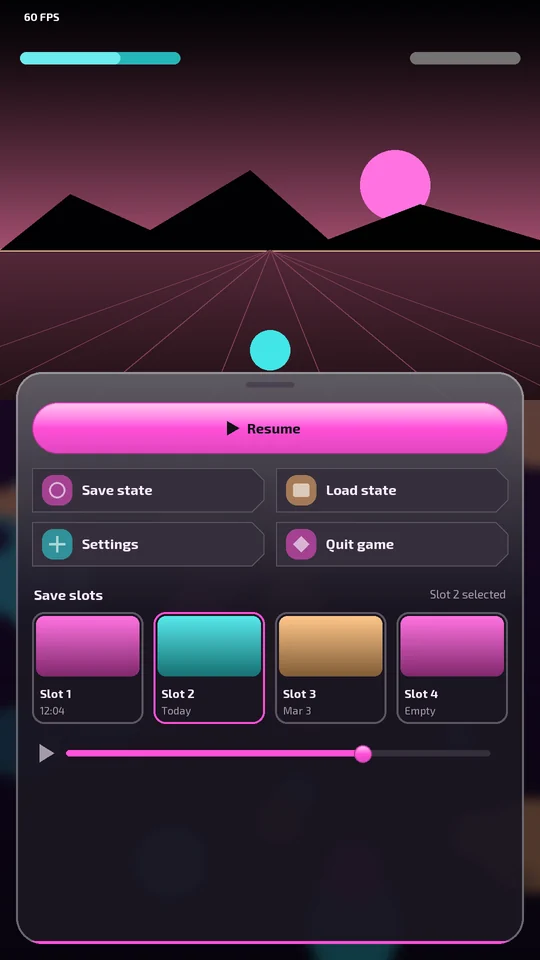 60 FPS
Resume
Save state
Load state
Settings
Quit game
Save slots
Slot 2 selected
Slot 1
12:04
Slot 2
Today
Slot 3
Mar 3
Slot 4
Empty